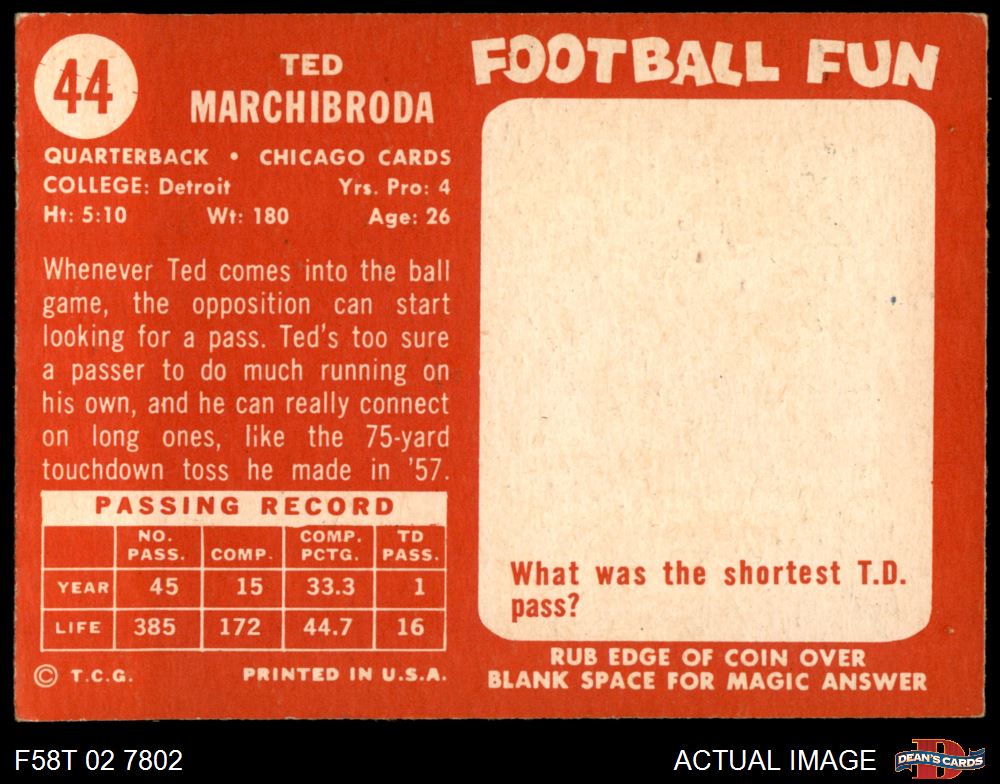 44
TED
MARCHIBRODA
QUARTERBACK • CHICAGO CARDS
COLLEGE: Detroit Yrs. Pro: 4
Ht: 5:10 Wt: 180 Age: 26
Whenever Ted comes into the ball
game, the opposition can start
looking for a pass. Ted's too sure
a passer to do much running on
his own, and he can really connect
on long ones, like the 75-yard
touchdown toss he made in '57.
PASSING RECORD
NO. PASS. COMP. COMP. PCTG. TD PASS.
YEAR 45 15 33.3 1
LIFE 385 172 44.7 16
© T.C.G. PRINTED IN U.S.A.
FOOTBALL FUN
What was the shortest T.D.
pass?
RUB EDGE OF COIN OVER
BLANK SPACE FOR MAGIC ANSWER
F58T 02 7802 ACTUAL IMAGE
D
DEAN'S CARDS